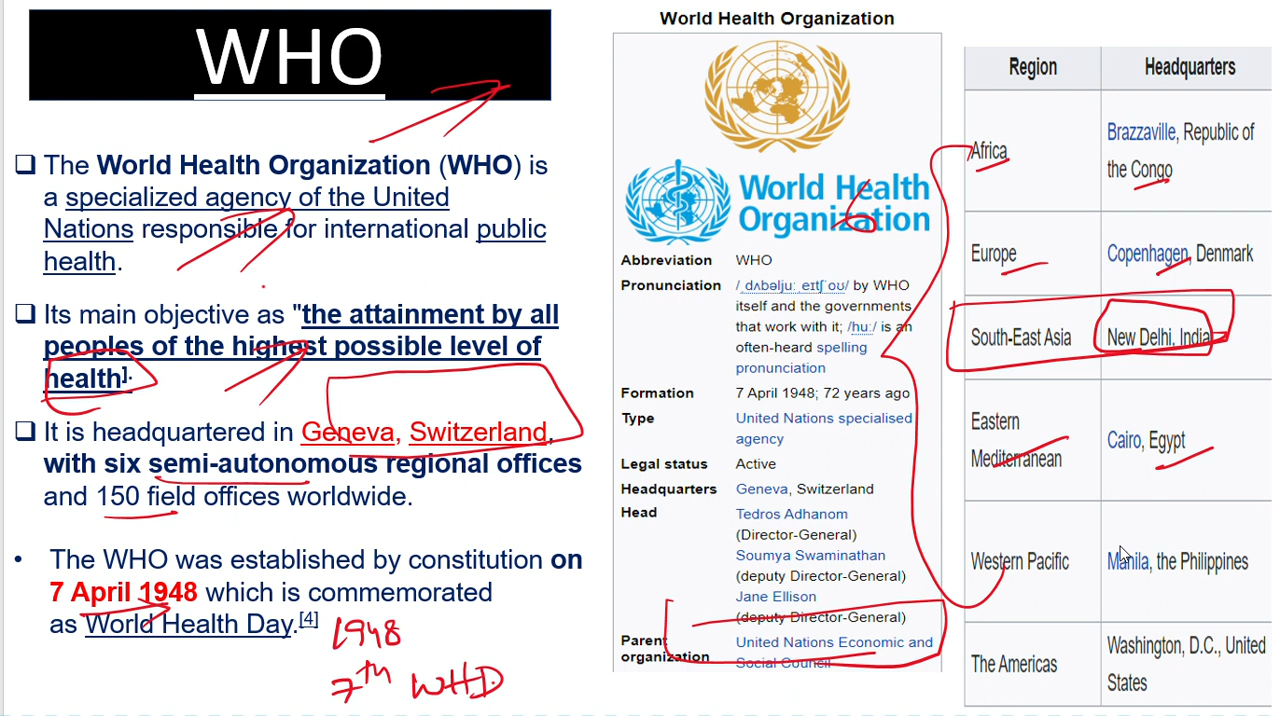 WHO
❑ The World Health Organization (WHO) is
a specialized agency of the United
Nations responsible for international public
health.
❑ Its main objective as "the attainment by all
peoples of the highest possible level of
health].
❑ It is headquartered in Geneva, Switzerland,
with six semi-autonomous regional offices
and 150 field offices worldwide.
• The WHO was established by constitution on
7 April 1948 which is commemorated
as World Health Day.[4]
1948
7th WHD
World Health Organization
World Health
Organization
Abbreviation WHO
Pronunciation /ˌdʌbəljuːˌeɪtʃˈoʊ/ by WHO
itself and the governments
that work with it; /huː/ is an
often-heard spelling
pronunciation
Formation 7 April 1948; 72 years ago
Type United Nations specialised
agency
Legal status Active
Headquarters Geneva, Switzerland
Head Tedros Adhanom
(Director-General)
Soumya Swaminathan
(deputy Director-General)
Jane Ellison
(deputy Director-General)
Parent United Nations Economic and
organization Social Council
Region Headquarters
Africa Brazzaville, Republic of
the Congo
Europe Copenhagen, Denmark
South-East Asia New Delhi, India
Eastern
Mediterranean Cairo, Egypt
Western Pacific Manila, the Philippines
The Americas Washington, D.C., United
States